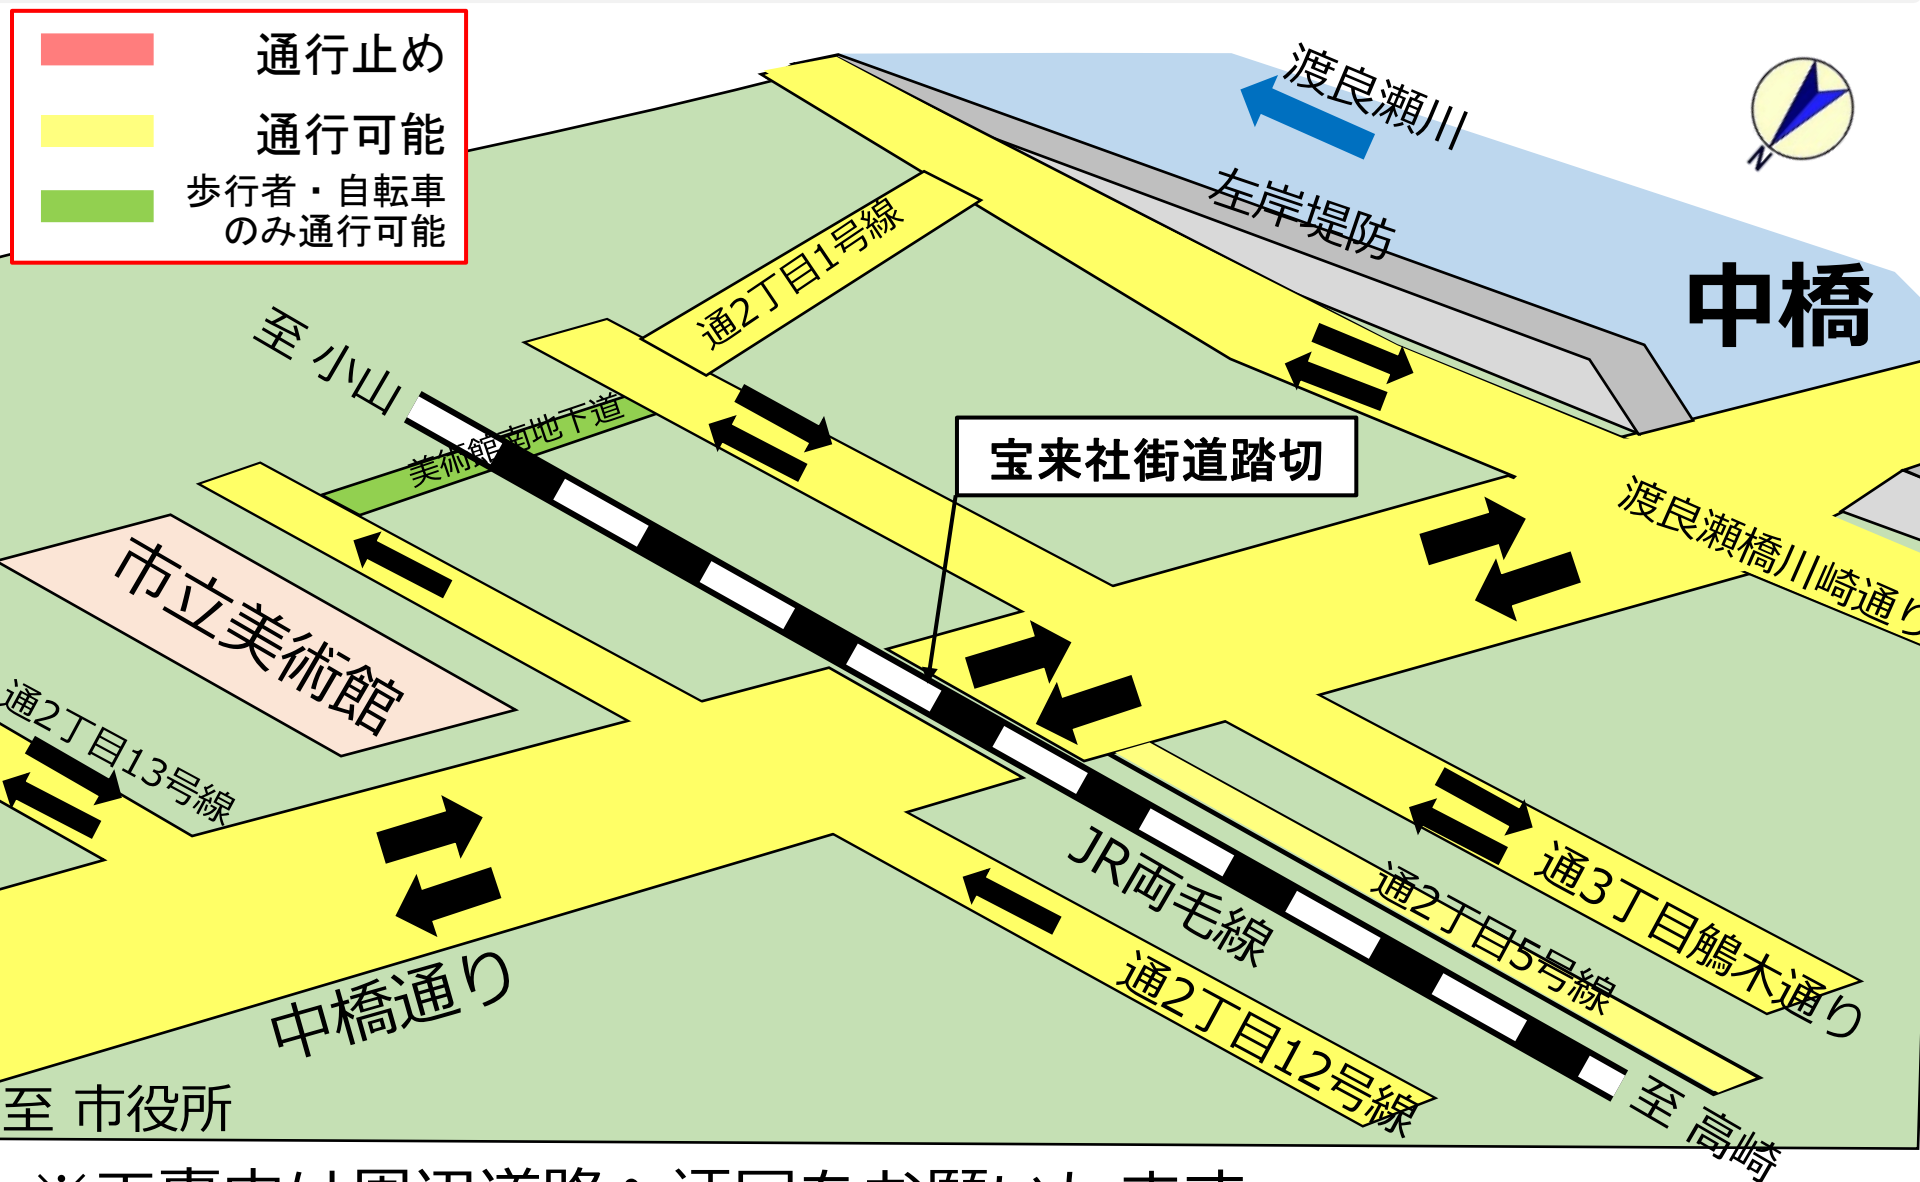 通行止め
通行可能
歩行者・自転車
のみ通行可能
渡良瀬川
N
左岸堤防
中橋
通2丁目1号線
至 小山
美術館南地下道
宝来社街道踏切
渡良瀬橋川崎通り
市立美術館
通2丁目13号線
JR両毛線
通2丁目5号線
通3丁目鵤木通り
中橋通り
通2丁目12号線
至 市役所
至 高崎